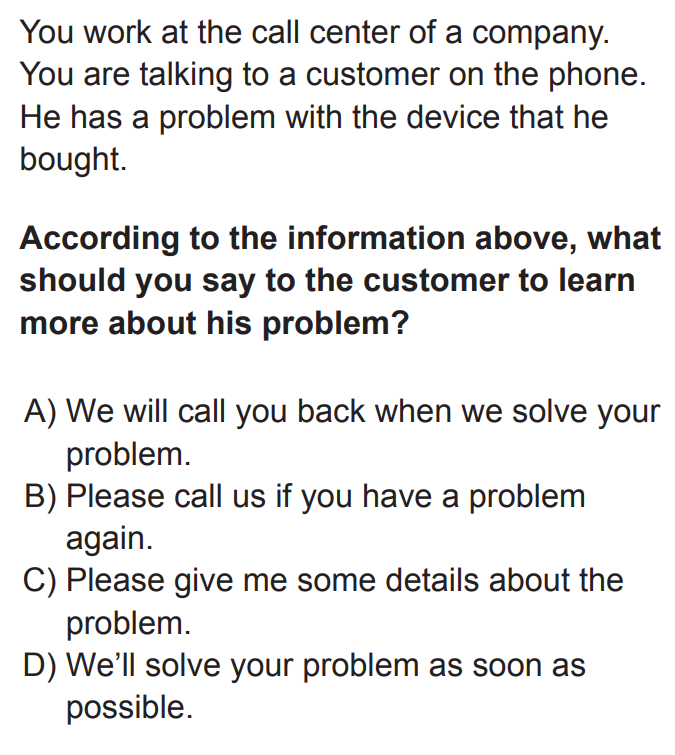 You work at the call center of a company.
You are talking to a customer on the phone.
He has a problem with the device that he
bought.
According to the information above, what
should you say to the customer to learn
more about his problem?
A) We will call you back when we solve your
problem.
B) Please call us if you have a problem
again.
C) Please give me some details about the
problem.
D) We’ll solve your problem as soon as
possible.